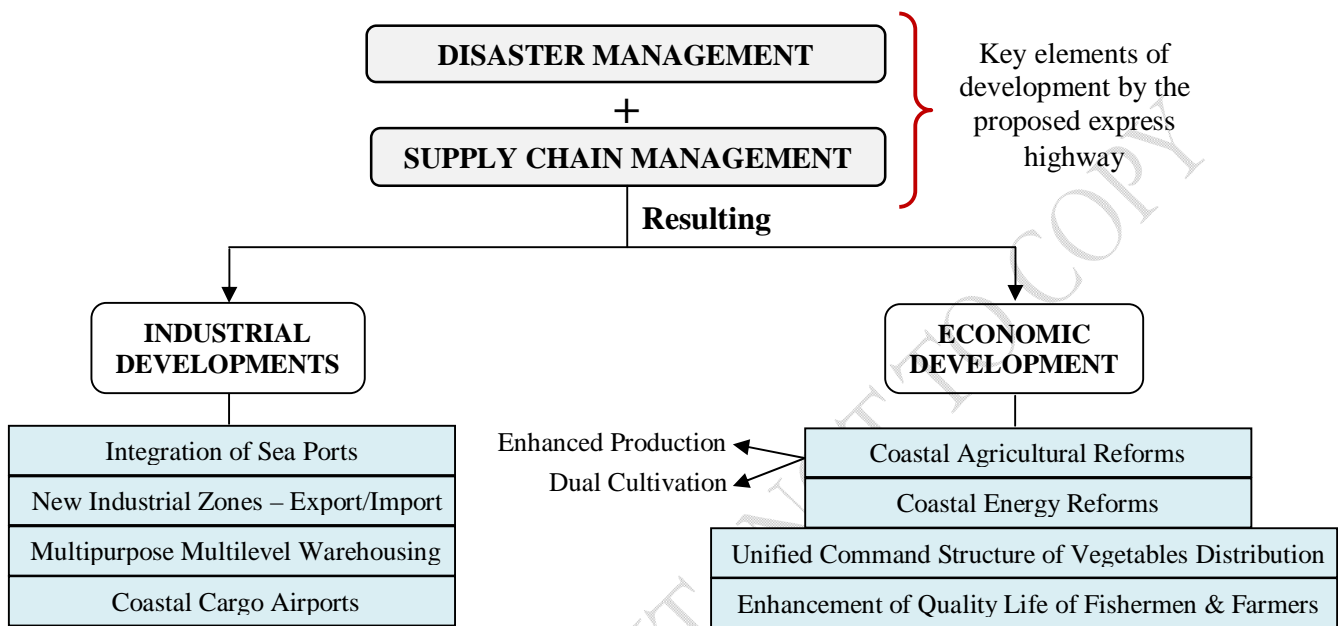 DISASTER MANAGEMENT
+
SUPPLY CHAIN MANAGEMENT
Key elements of
development by the
proposed express
highway
Resulting
INDUSTRIAL
DEVELOPMENTS
Integration of Sea Ports
New Industrial Zones – Export/Import
Multipurpose Multilevel Warehousing
Coastal Cargo Airports
ECONOMIC
DEVELOPMENT
Enhanced Production
Dual Cultivation
Coastal Agricultural Reforms
Coastal Energy Reforms
Unified Command Structure of Vegetables Distribution
Enhancement of Quality Life of Fishermen & Farmers
NOT TO COPY